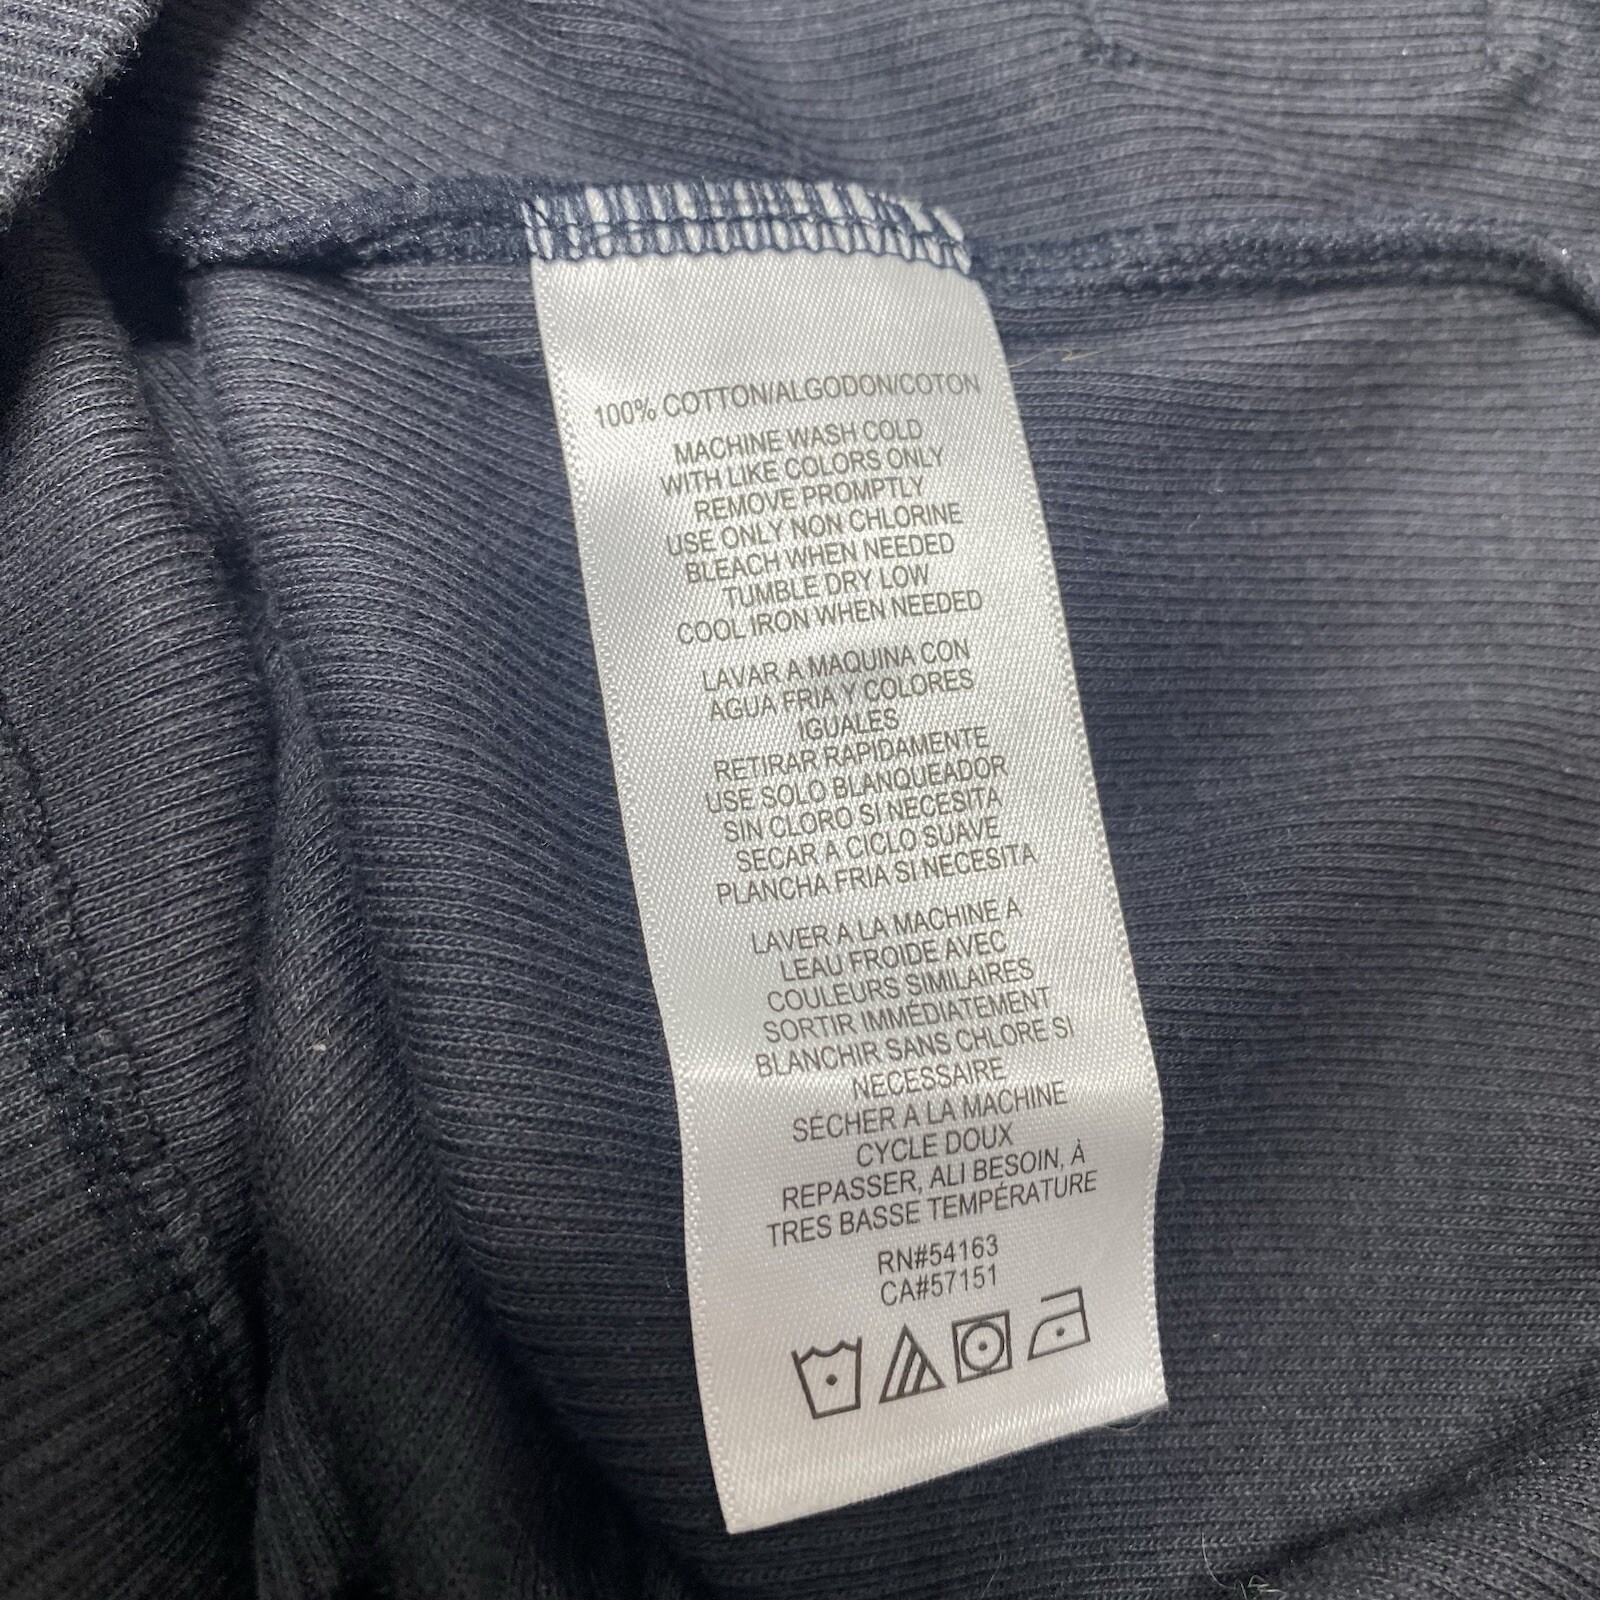 100% COTTON/ALGODON/COTON
MACHINE WASH COLD
WITH LIKE COLORS ONLY
REMOVE PROMPTLY
USE ONLY NON CHLORINE
BLEACH WHEN NEEDED
TUMBLE DRY LOW
COOL IRON WHEN NEEDED
LAVAR A MAQUINA CON
AGUA FRIA Y COLORES
IGUALES
RETIRAR RAPIDAMENTE
USE SOLO BLANQUEADOR
SIN CLORO SI NECESITA
SECAR A CICLO SUAVE
PLANCHA FRIA SI NECESITA
LAVER A LA MACHINE A
LEAU FROIDE AVEC
COULEURS SIMILAIRES
SORTIR IMMÉDIATEMENT
BLANCHIR SANS CHLORE SI
NECESSAIRE
SÉCHER A LA MACHINE
CYCLE DOUX
REPASSER, ALI BESOIN, À
TRES BASSE TEMPÉRATURE
RN#54163
CA#57151